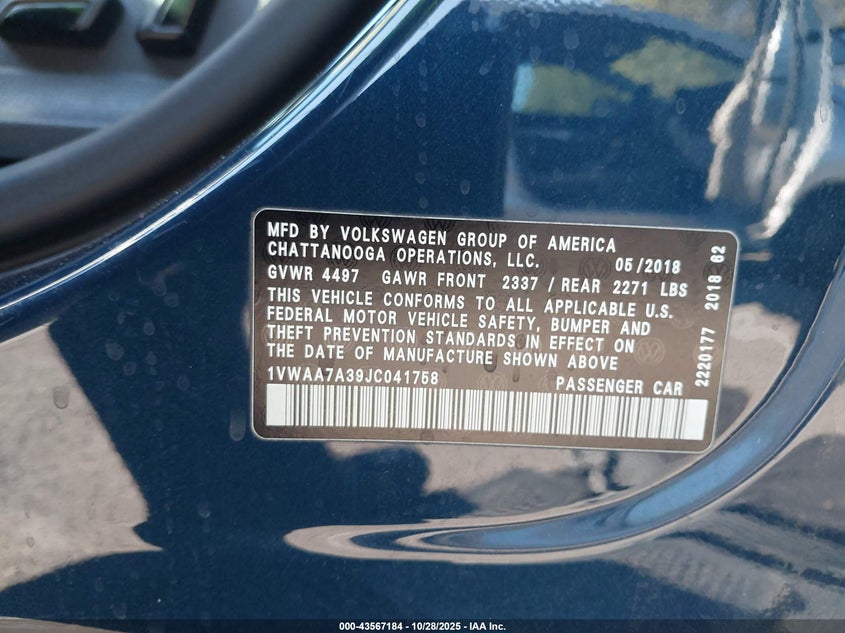 MFD BY VOLKSWAGEN GROUP OF AMERICA
CHATTANOOGA OPERATIONS, LLC. 05/2018
GVWR 4497 GAWR FRONT 2337 / REAR 2271 LBS
THIS VEHICLE CONFORMS TO ALL APPLICABLE U.S.
FEDERAL MOTOR VEHICLE SAFETY, BUMPER AND
THEFT PREVENTION STANDARDS IN EFFECT ON
THE DATE OF MANUFACTURE SHOWN ABOVE
1VWAA7A39JC041758 PASSENGER CAR
2220177 2018 62
000-43567184 - 10/28/2025 - IAA Inc.